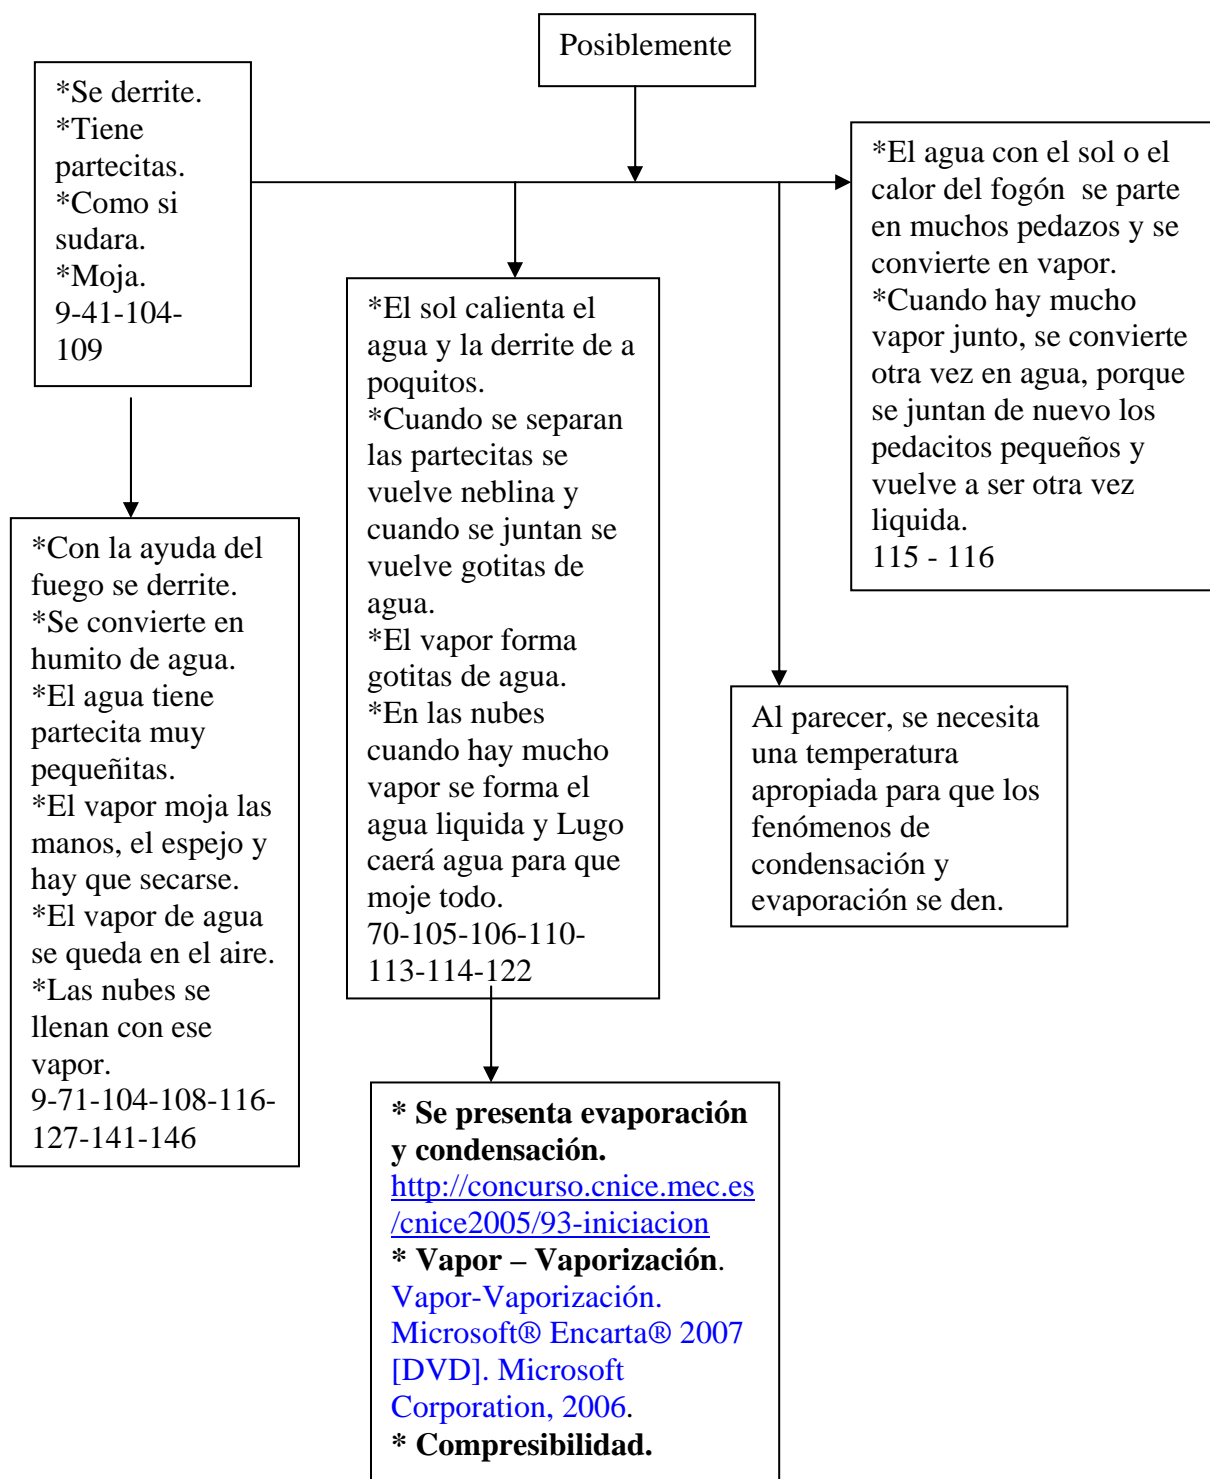 Posiblemente
*Se derrite.
*Tiene
partecitas.
*Como si
sudara.
*Moja.
9-41-104-
109
*El agua con el sol o el
calor del fogón se parte
en muchos pedazos y se
convierte en vapor.
*Cuando hay mucho
vapor junto, se convierte
otra vez en agua, porque
se juntan de nuevo los
pedacitos pequeños y
vuelve a ser otra vez
liquida.
115 - 116
*El sol calienta el
agua y la derrite de a
poquitos.
*Cuando se separan
las partecitas se
vuelve neblina y
cuando se juntan se
vuelve gotitas de
agua.
*El vapor forma
gotitas de agua.
*En las nubes
cuando hay mucho
vapor se forma el
agua liquida y Lugo
caerá agua para que
moje todo.
70-105-106-110-
113-114-122
*Con la ayuda del
fuego se derrite.
*Se convierte en
humito de agua.
*El agua tiene
partecita muy
pequeñitas.
*El vapor moja las
manos, el espejo y
hay que secarse.
*El vapor de agua
se queda en el aire.
*Las nubes se
llenan con ese
vapor.
9-71-104-108-116-
127-141-146
Al parecer, se necesita
una temperatura
apropiada para que los
fenómenos de
condensación y
evaporación se den.
* Se presenta evaporación
y condensación.
http://concurso.cnice.mec.es
/cnice2005/93-iniciacion
* Vapor – Vaporización.
Vapor-Vaporización.
Microsoft® Encarta® 2007
[DVD]. Microsoft
Corporation, 2006.
* Compresibilidad.